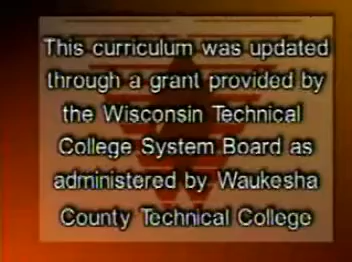 This curriculum was updated
through a grant provided by
the Wisconsin Technical
College System Board as
administered by Waukesha
County Technical College